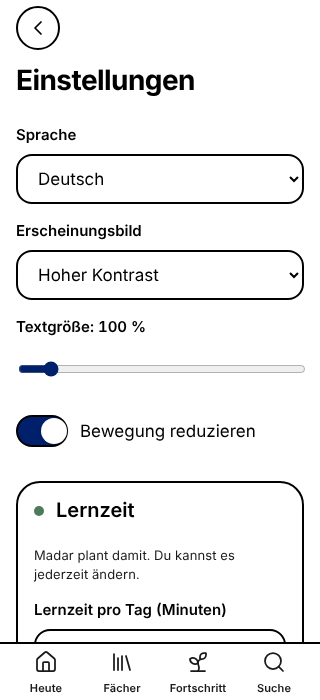 Einstellungen
Sprache
Deutsch
Erscheinungsbild
Hoher Kontrast
Textgröße: 100 %
Bewegung reduzieren
Lernzeit
Madar plant damit. Du kannst es
jederzeit ändern.
Lernzeit pro Tag (Minuten)
Heute
Fächer
Fortschritt
Suche